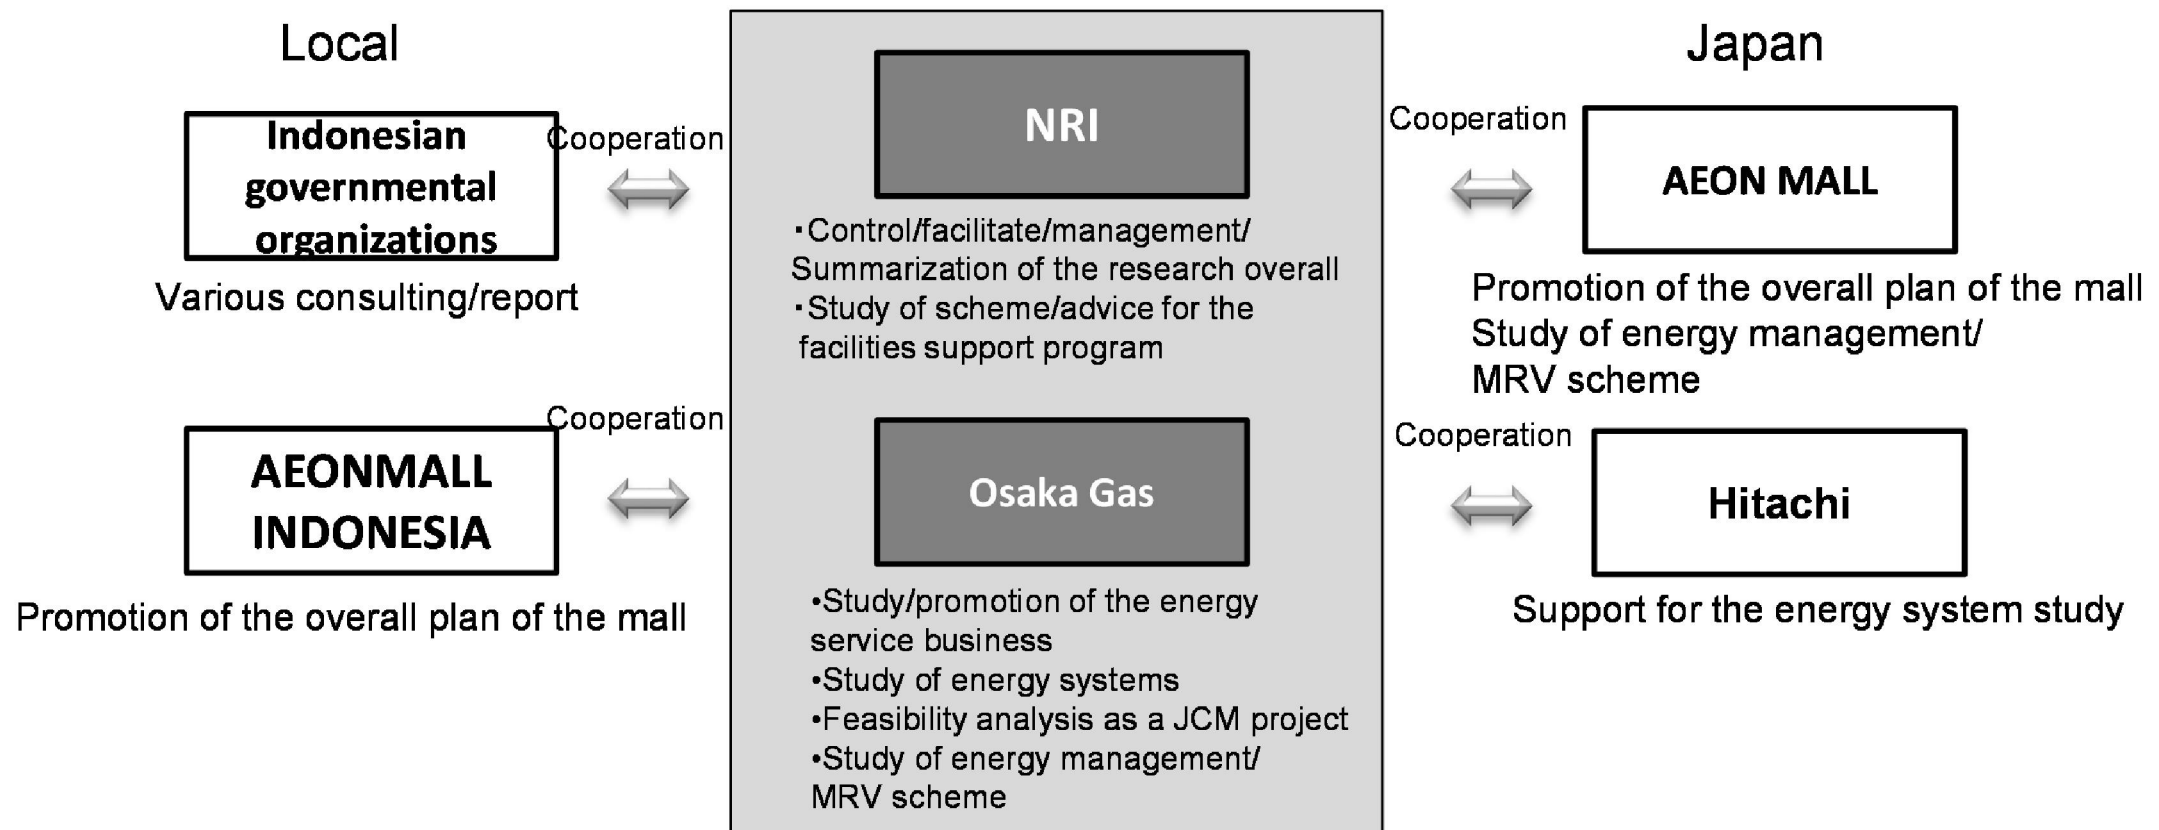 Local
Indonesian
governmental
organizations
Cooperation
Various consulting/report
AEONMALL
INDONESIA
Cooperation
Promotion of the overall plan of the mall
NRI
・Control/facilitate/management/
Summarization of the research overall
・Study of scheme/advice for the
facilities support program
Osaka Gas
•Study/promotion of the energy
service business
•Study of energy systems
•Feasibility analysis as a JCM project
•Study of energy management/
MRV scheme
Japan
Cooperation
AEON MALL
Promotion of the overall plan of the mall
Study of energy management/
MRV scheme
Cooperation
Hitachi
Support for the energy system study